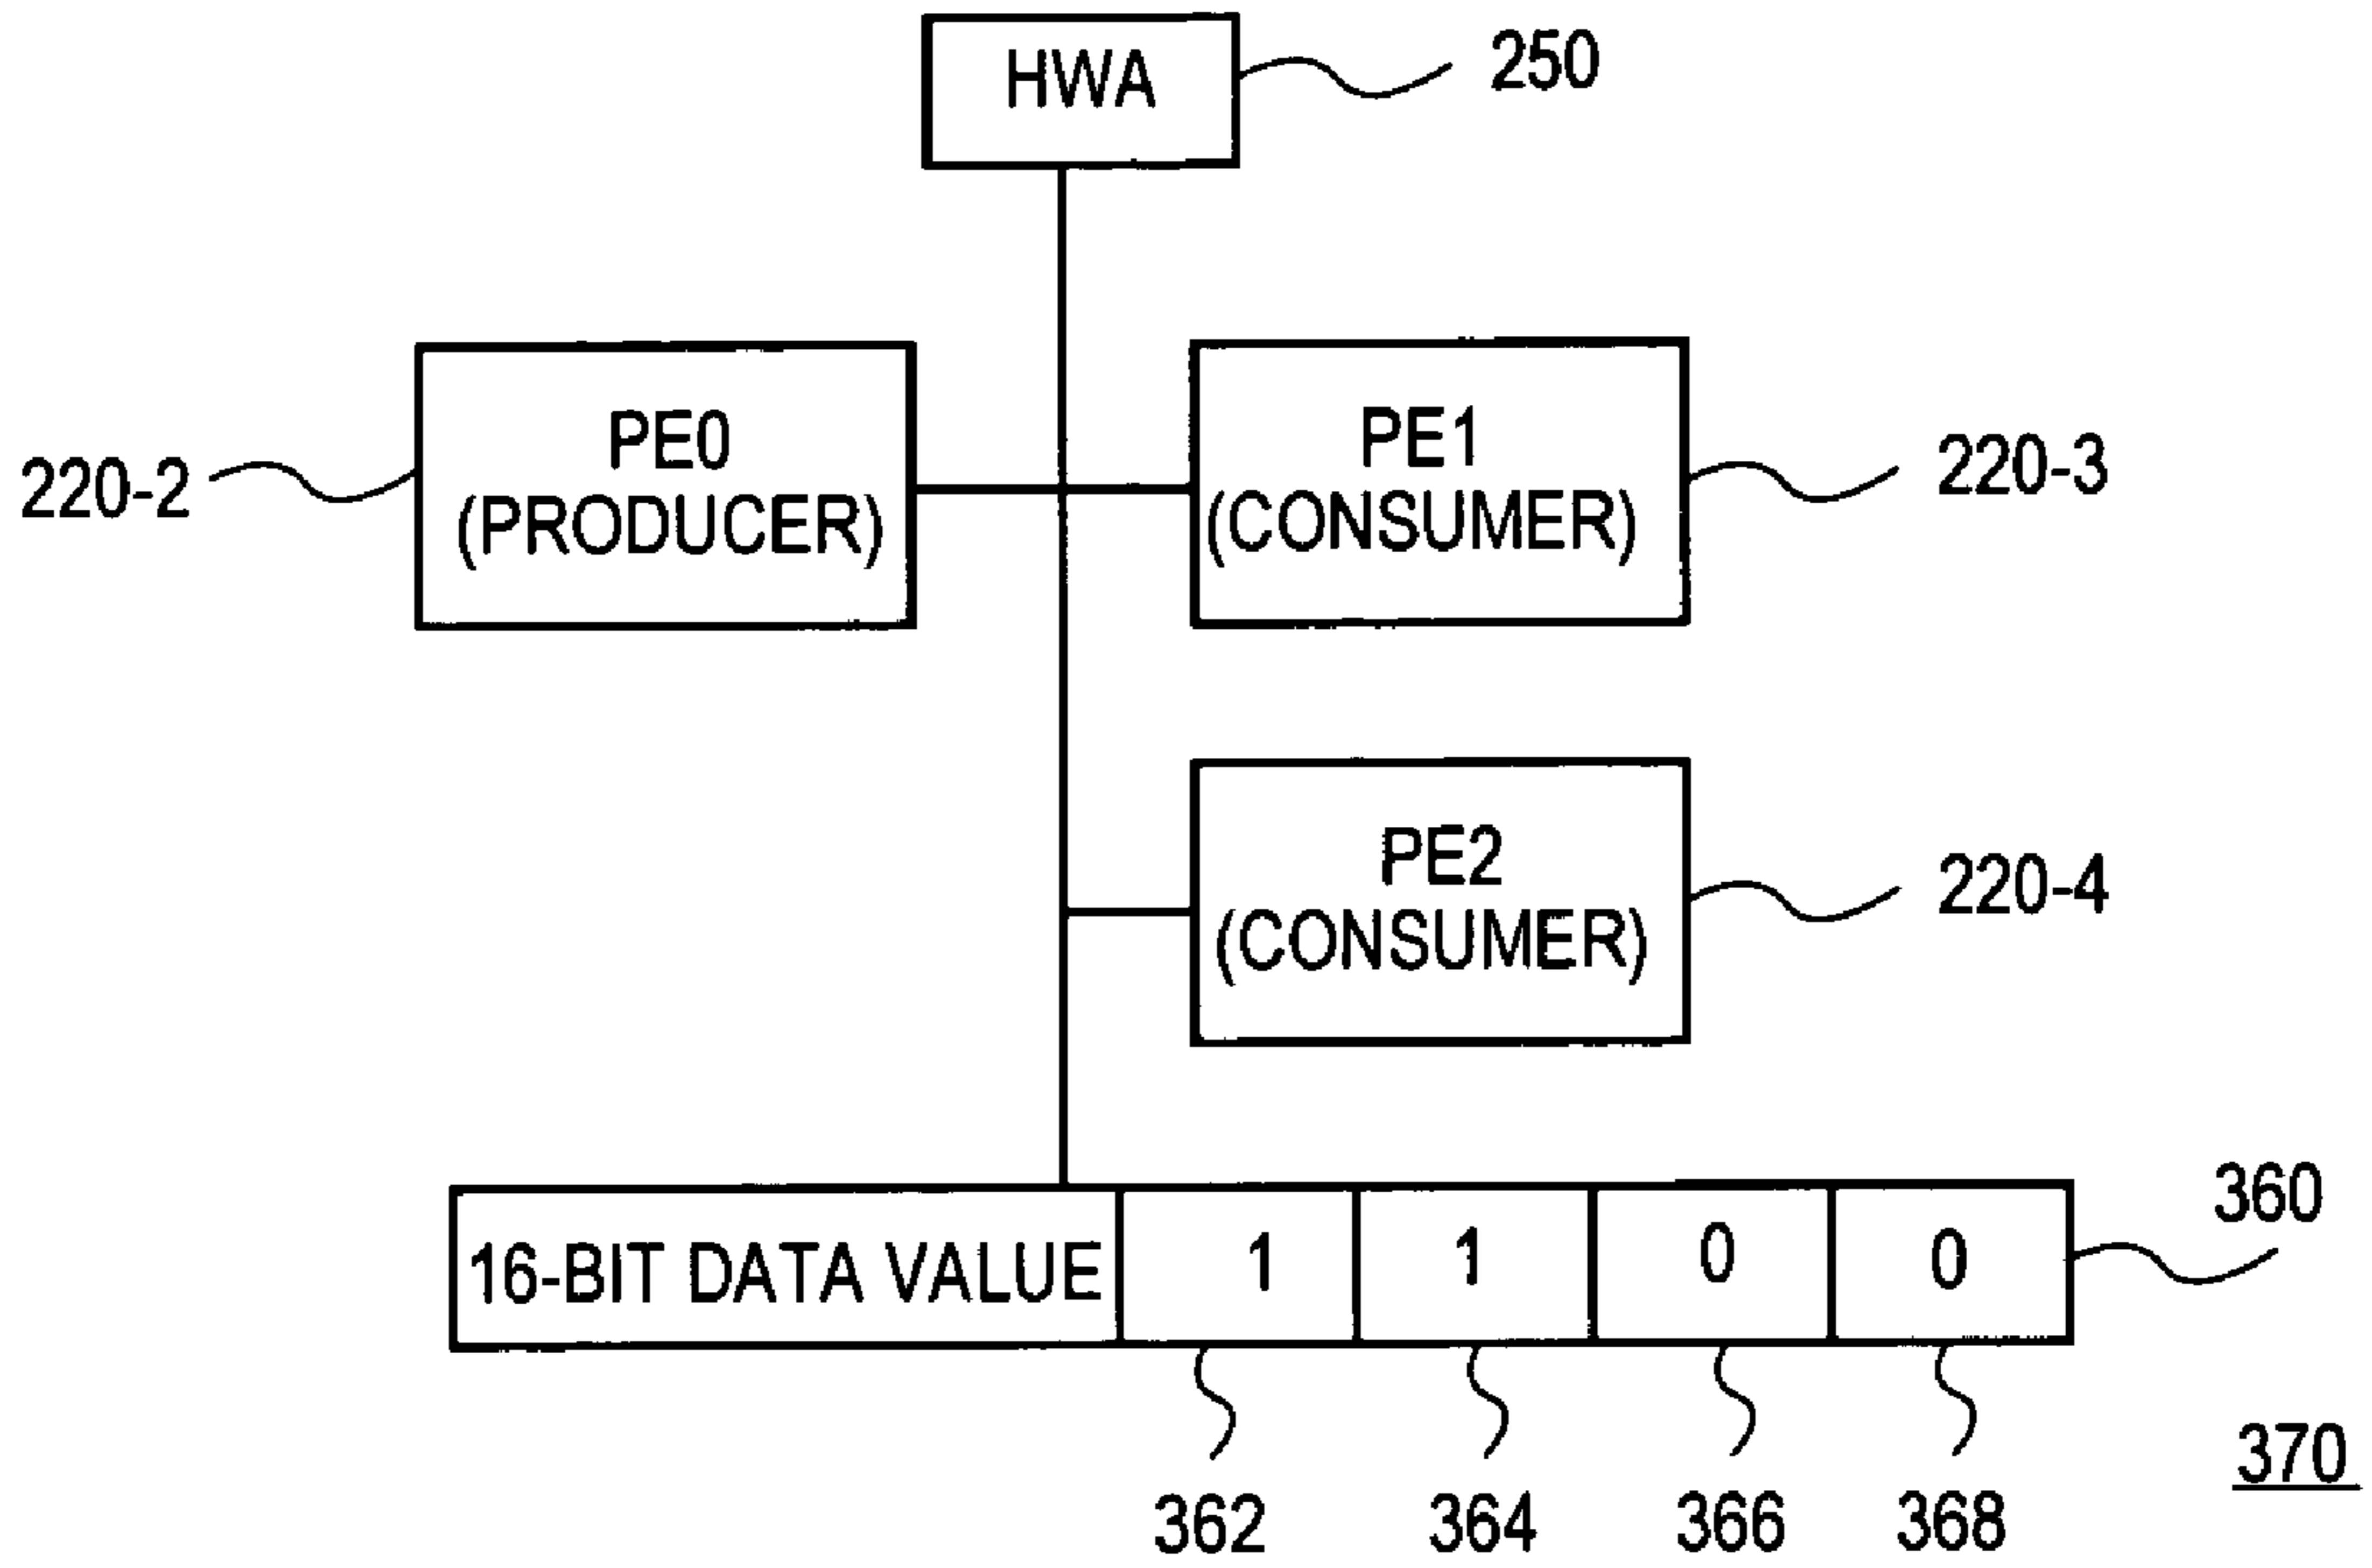 HWA
250
PE0
(PRODUCER)
220-2
PE1
(CONSUMER)
220-3
PE2
(CONSUMER)
220-4
16-BIT DATA VALUE 1 1 0 0
360
362 364 366 368
370